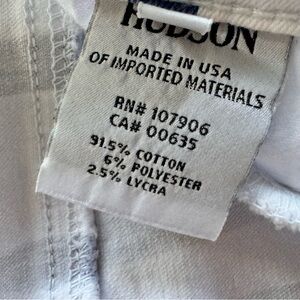 HUDSON
MADE IN USA
OF IMPORTED MATERIALS
RN# 107906
CA# 00635
91.5% COTTON
6% POLYESTER
2.5% LYCRA